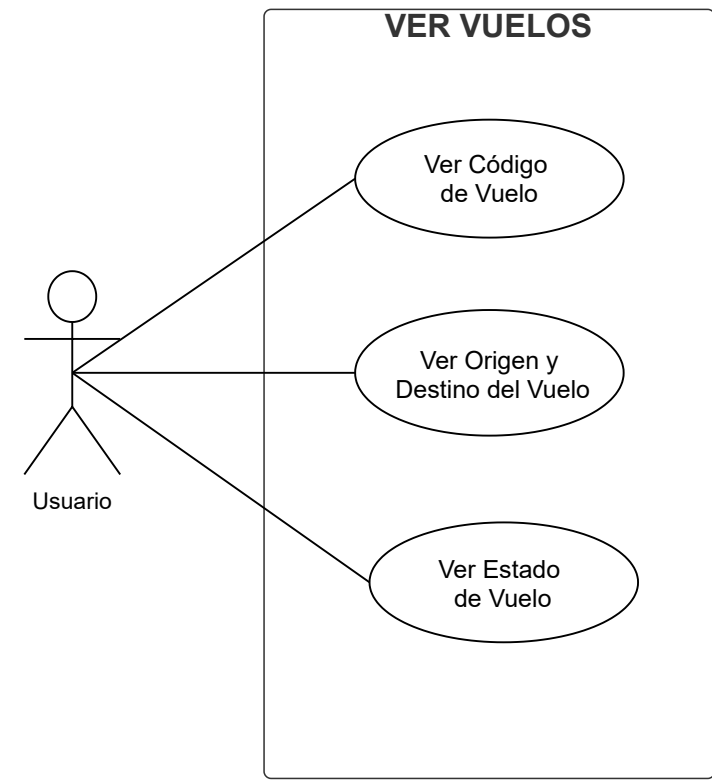 VER VUELOS
Ver Código
de Vuelo
Ver Origen y
Destino del Vuelo
Usuario
Ver Estado
de Vuelo